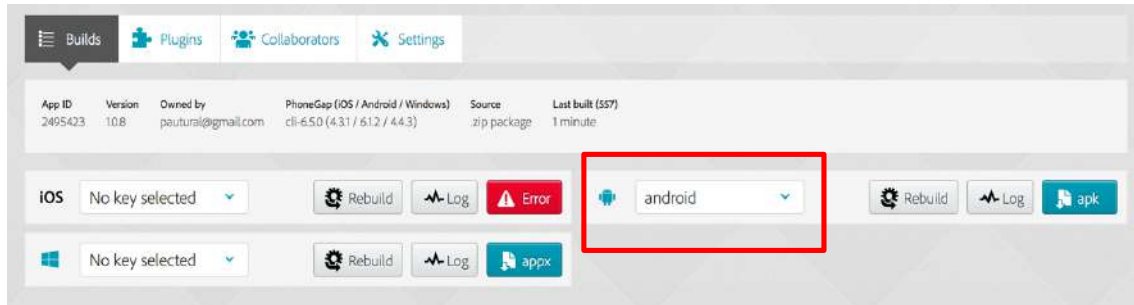 Builds Plugins Collaborators Settings
App ID Version Owned by PhoneGap (iOS / Android / Windows) Source Last built (557)
2495423 1.0.8 pautural@gmail.com cli-6.5.0 (4.3.1 / 6.1.2 / 4.4.3) .zip package 1 minute
iOS No key selected Rebuild Log Error android Rebuild Log apk
No key selected Rebuild Log appx